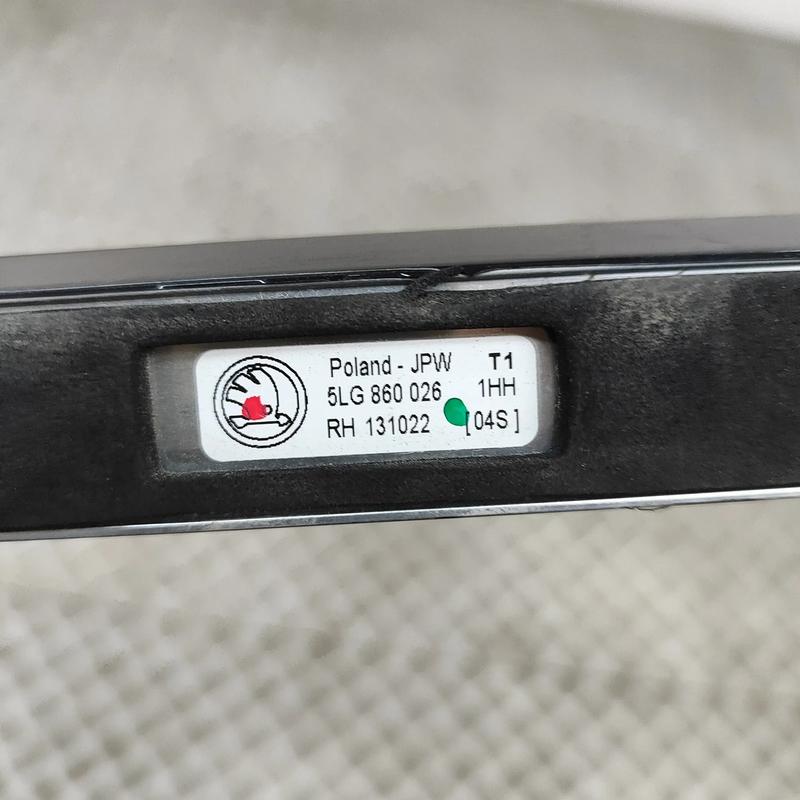 Poland - JPW T1
5LG 860 026 1HH
RH 131022 [04S]